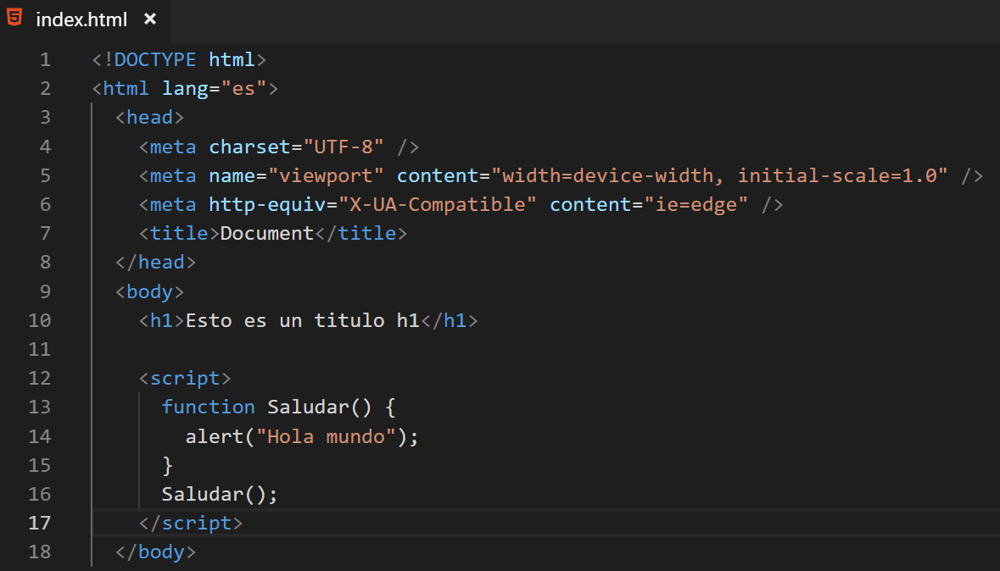 index.html ×
1 <!DOCTYPE html>
2 <html lang="es">
3 <head>
4 <meta charset="UTF-8" />
5 <meta name="viewport" content="width=device-width, initial-scale=1.0" />
6 <meta http-equiv="X-UA-Compatible" content="ie=edge" />
7 <title>Document</title>
8 </head>
9 <body>
10 <h1>Esto es un titulo h1</h1>
11
12 <script>
13 function Saludar() {
14 alert("Hola mundo");
15 }
16 Saludar();
17 </script>
18 </body>